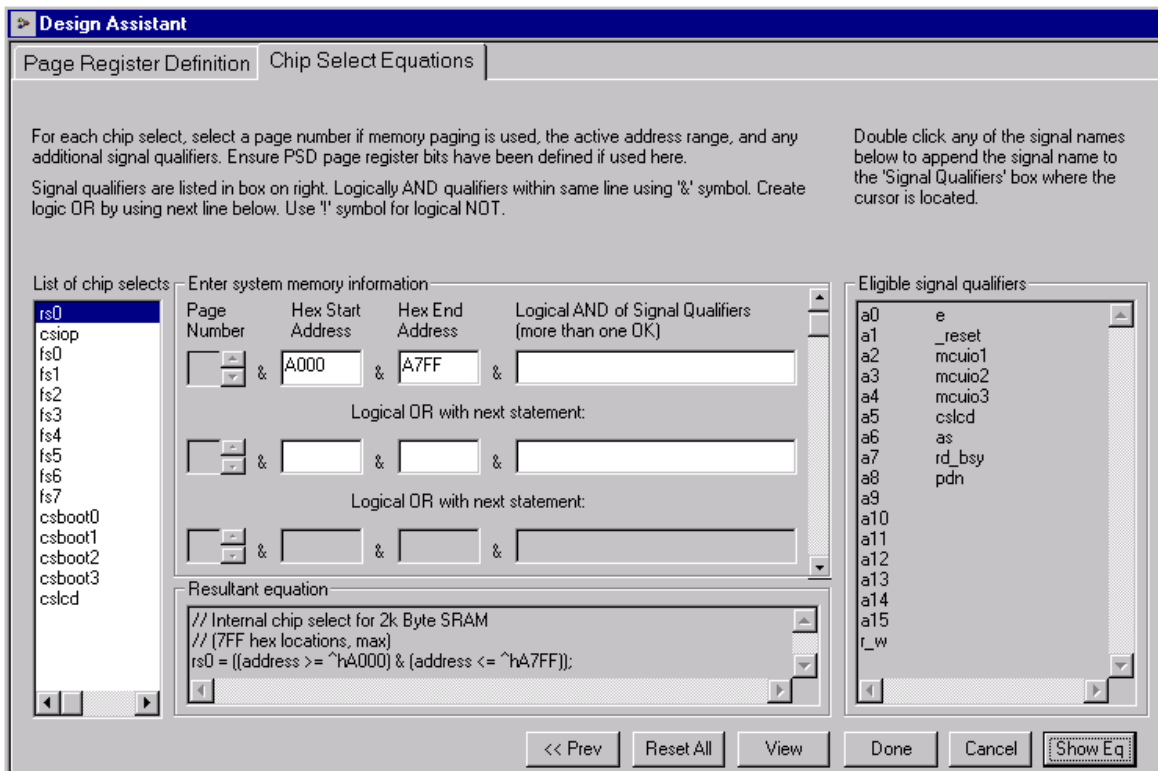 Design Assistant
Page Register Definition
Chip Select Equations
For each chip select, select a page number if memory paging is used, the active address range, and any
additional signal qualifiers. Ensure PSD page register bits have been defined if used here.
Signal qualifiers are listed in box on right. Logically AND qualifiers within same line using '&' symbol. Create
logic OR by using next line below. Use '!' symbol for logical NOT.
Double click any of the signal names
below to append the signal name to
the 'Signal Qualifiers' box where the
cursor is located.
List of chip selects
rs0
csiop
fs0
fs1
fs2
fs3
fs4
fs5
fs6
fs7
csboot0
csboot1
csboot2
csboot3
cslcd
Enter system memory information
Page Number
Hex Start Address
Hex End Address
Logical AND of Signal Qualifiers
(more than one OK)
& A000 & A7FF &
Logical OR with next statement:
& & &
Logical OR with next statement:
& & &
Resultant equation
// Internal chip select for 2k Byte SRAM
// (7FF hex locations, max)
rs0 = ((address >= ^hA000) & (address <= ^hA7FF));
Eligible signal qualifiers
a0 e
a1 _reset
a2 mcuio1
a3 mcuio2
a4 mcuio3
a5 cslcd
a6 as
a7 rd_bsy
a8 pdn
a9
a10
a11
a12
a13
a14
a15
r_w
<< Prev
Reset All
View
Done
Cancel
Show Eq